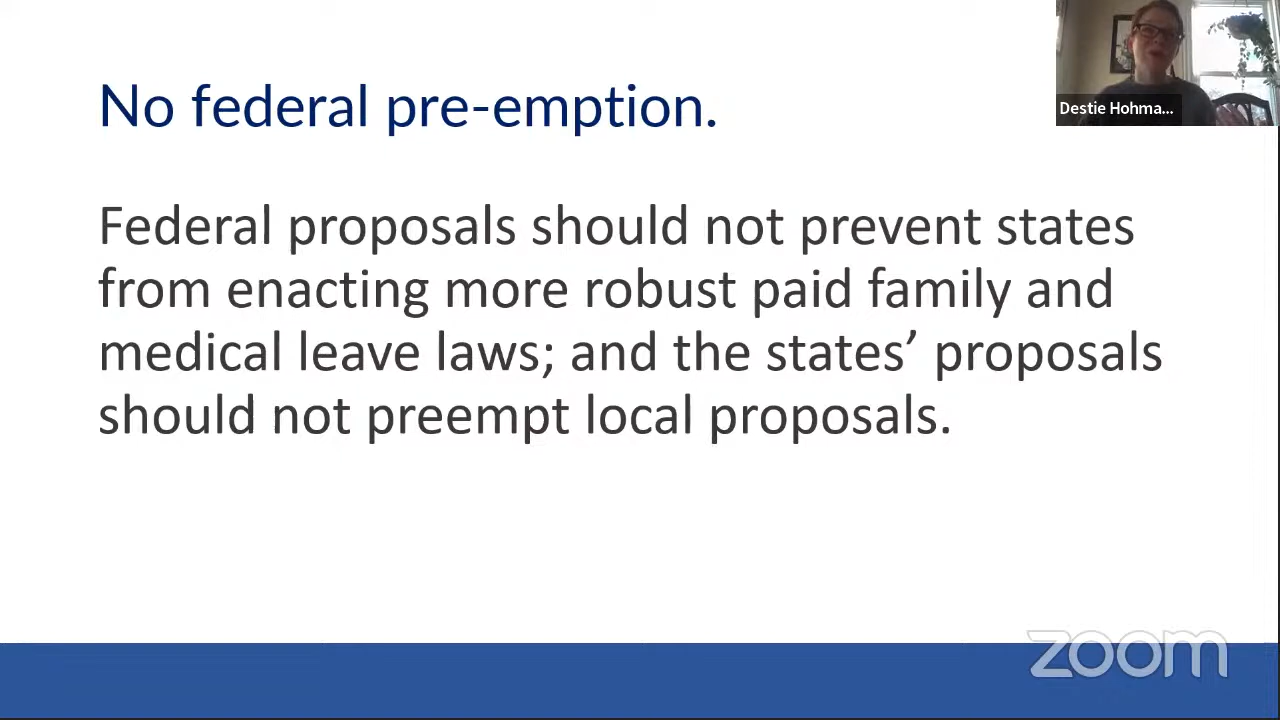 No federal pre-emption.
Destie Hohma...
Federal proposals should not prevent states
from enacting more robust paid family and
medical leave laws; and the states’ proposals
should not preempt local proposals.
zoom